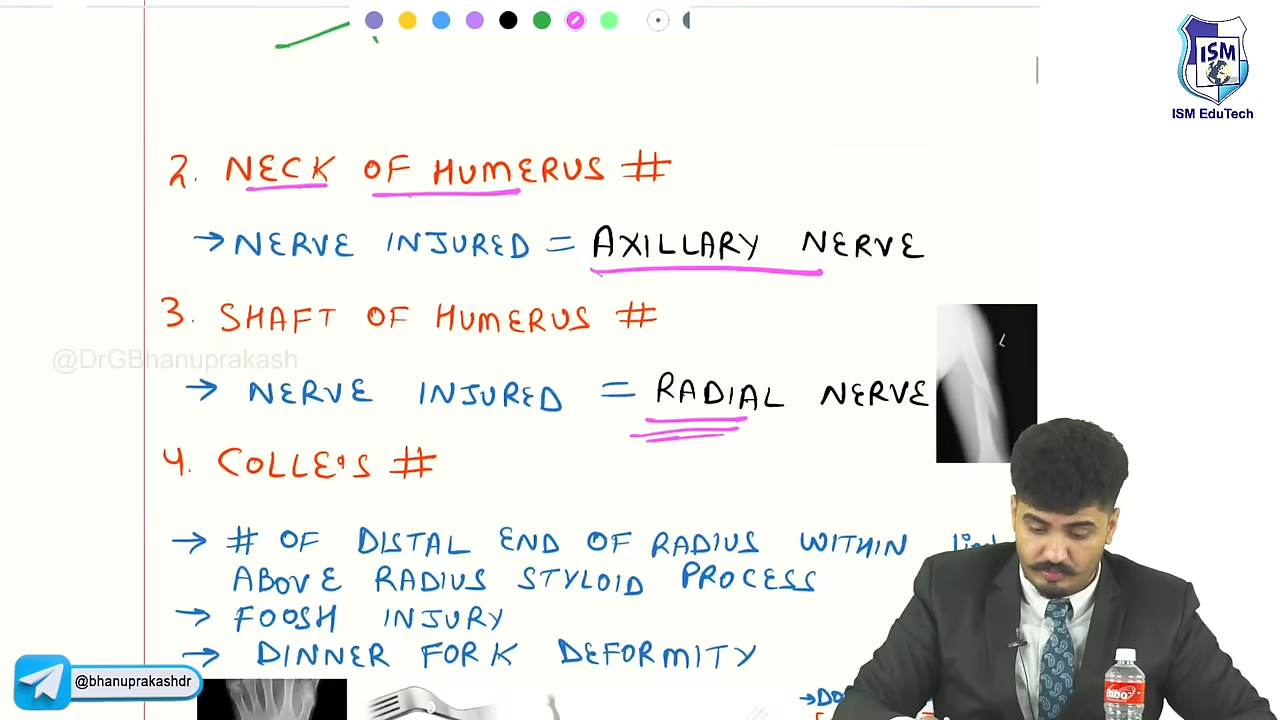 ISM
ISM EduTech
2. NECK OF HUMERUS #
→ NERVE INJURED = AXILLARY NERVE
3. SHAFT OF HUMERUS #
L
@DrGBhanuprakash
→ NERVE INJURED = RADIAL NERVE
4. COLLE'S #
→ # OF DISTAL END OF RADIUS WITHIN
ABOVE RADIUS STYLOID PROCESS
→ FOOSH INJURY
→ DINNER FORK DEFORMITY
@bhanuprakashdr
bibo